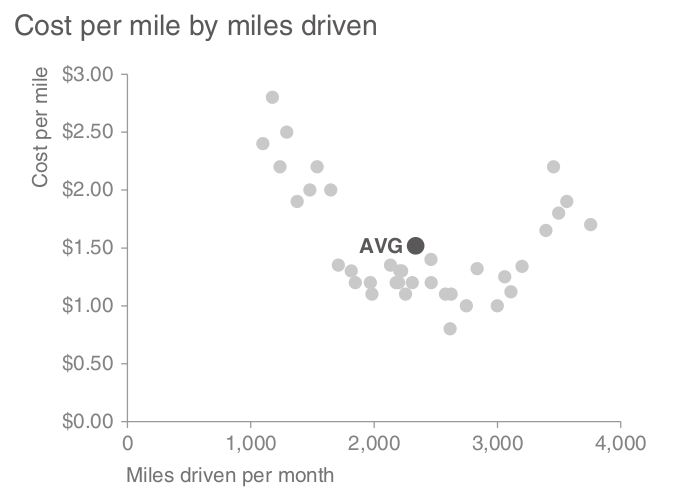 Cost per mile by miles driven
Cost per mile
$3.00
$2.50
$2.00
$1.50
$1.00
$0.50
$0.00
AVG
0 1,000 2,000 3,000 4,000
Miles driven per month